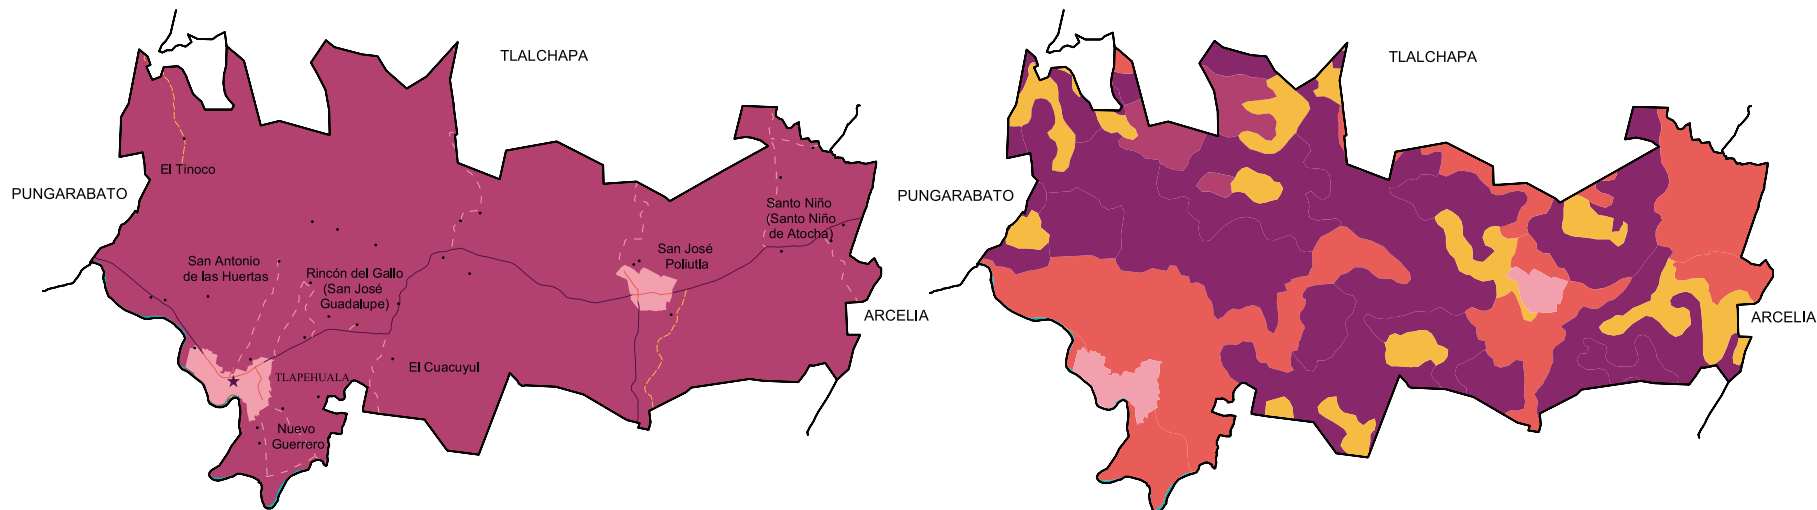 TLALCHAPA
El Tinoco
PUNGARABATO
Santo Niño
(Santo Niño
de Atocha)
San José
Poliutla
San Antonio
de las Huertas
Rincón del Gallo
(San José
Guadalupe)
ARCELIA
El Cuacuyul
TLAPEHUALA
Nuevo
Guerrero
TLALCHAPA
PUNGARABATO
ARCELIA